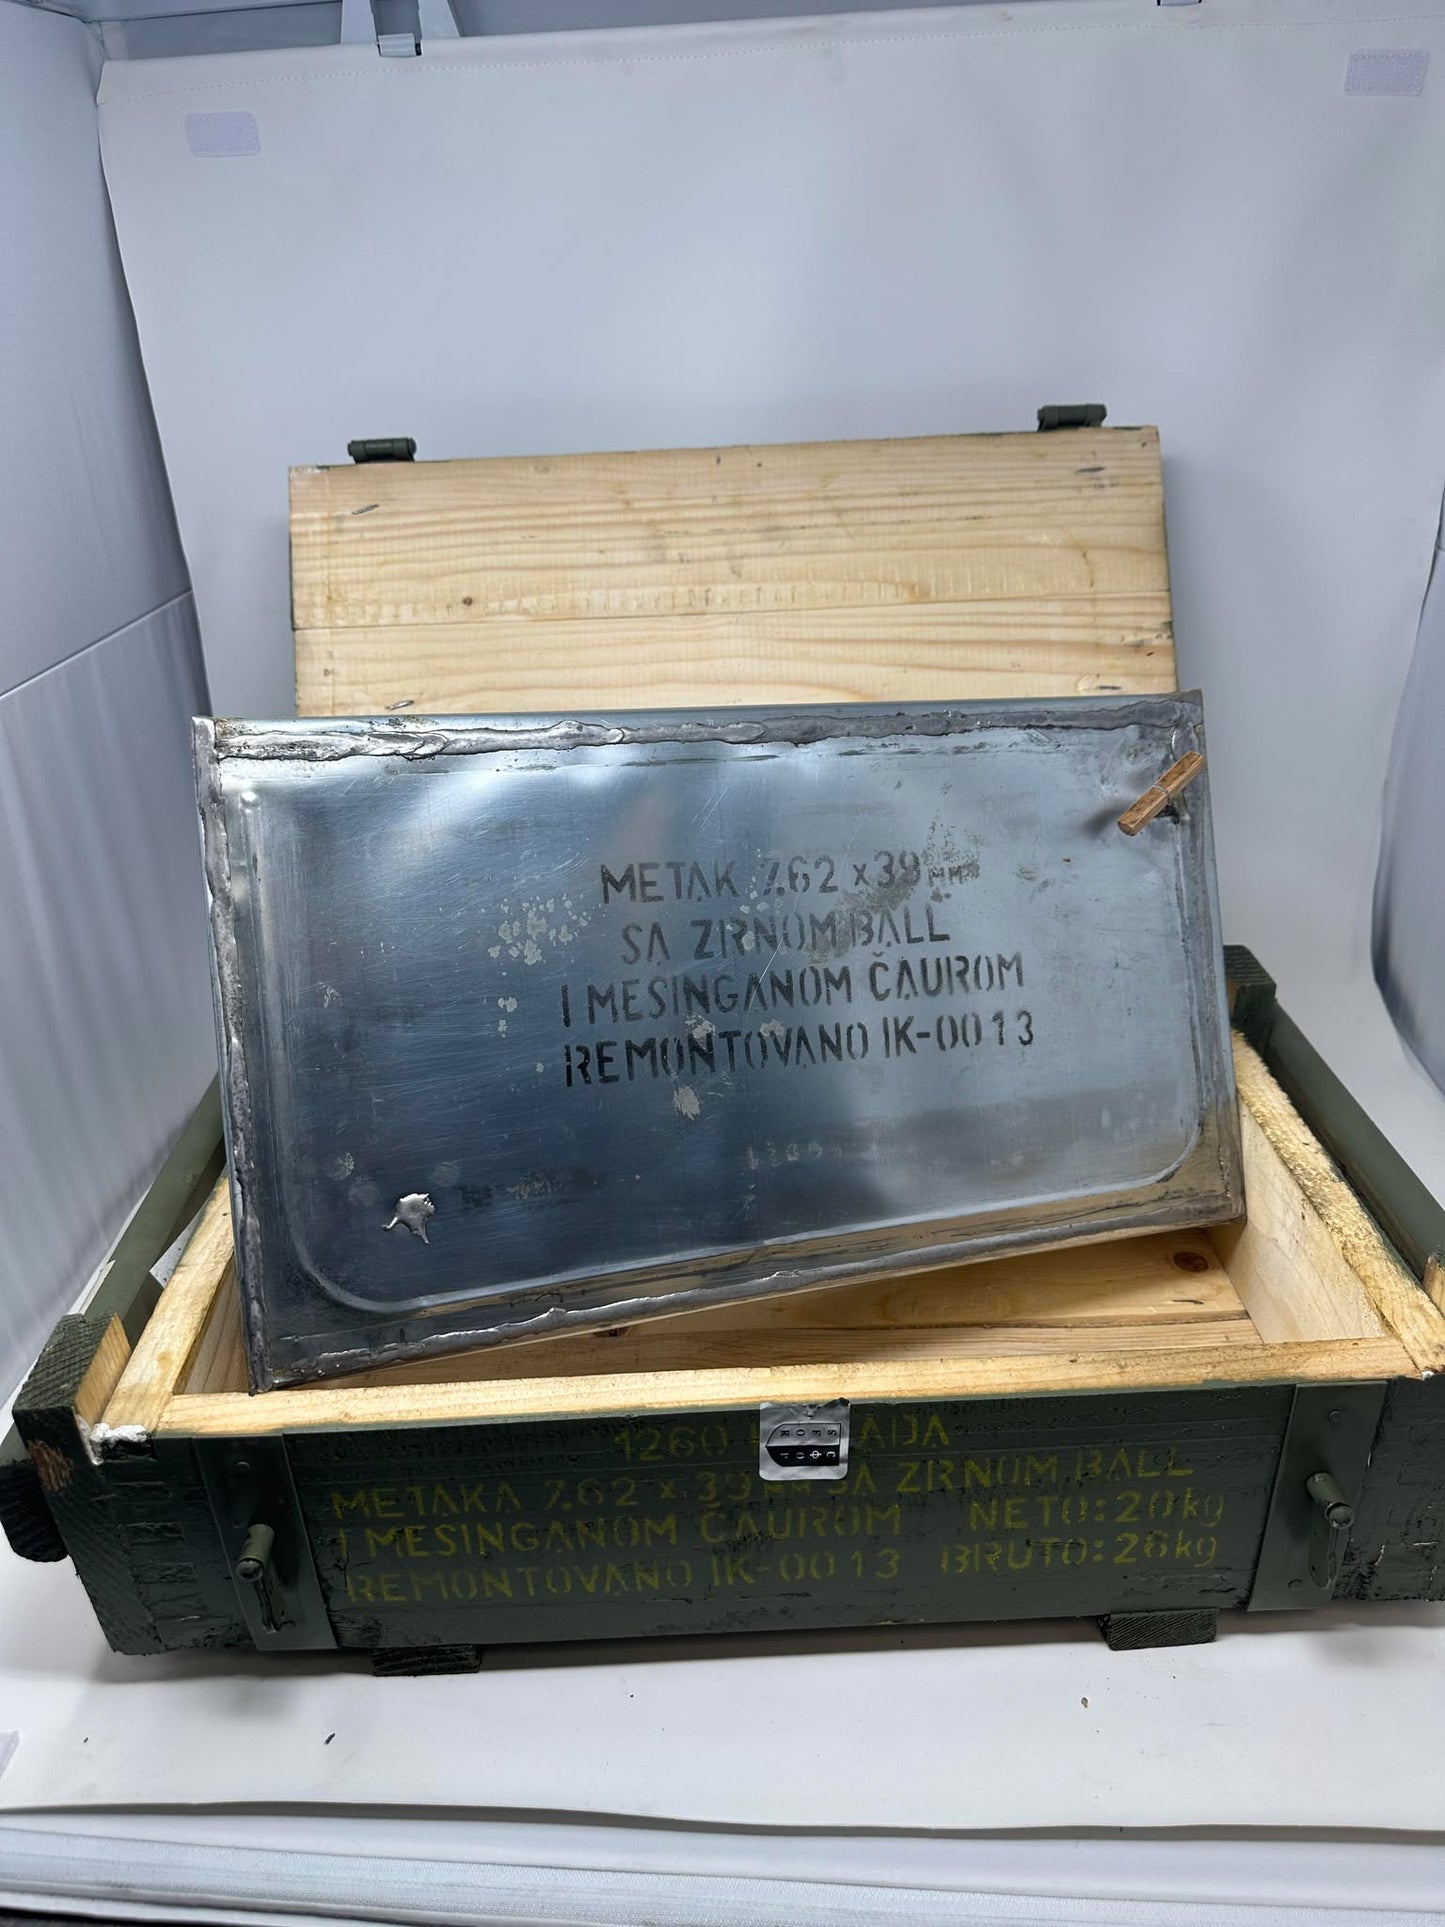 METAK 7.62 x 39 mm
SA ZRNOM BALL
I MESINGANOM ČAUROM
REMONTOVANO IK-0013
1260
METAKA 7.62 x 39 mm SA ZRNOM BALL
I MESINGANOM ČAUROM NETO: 20kg
REMONTOVANO IK-0013 BRUTO: 26kg